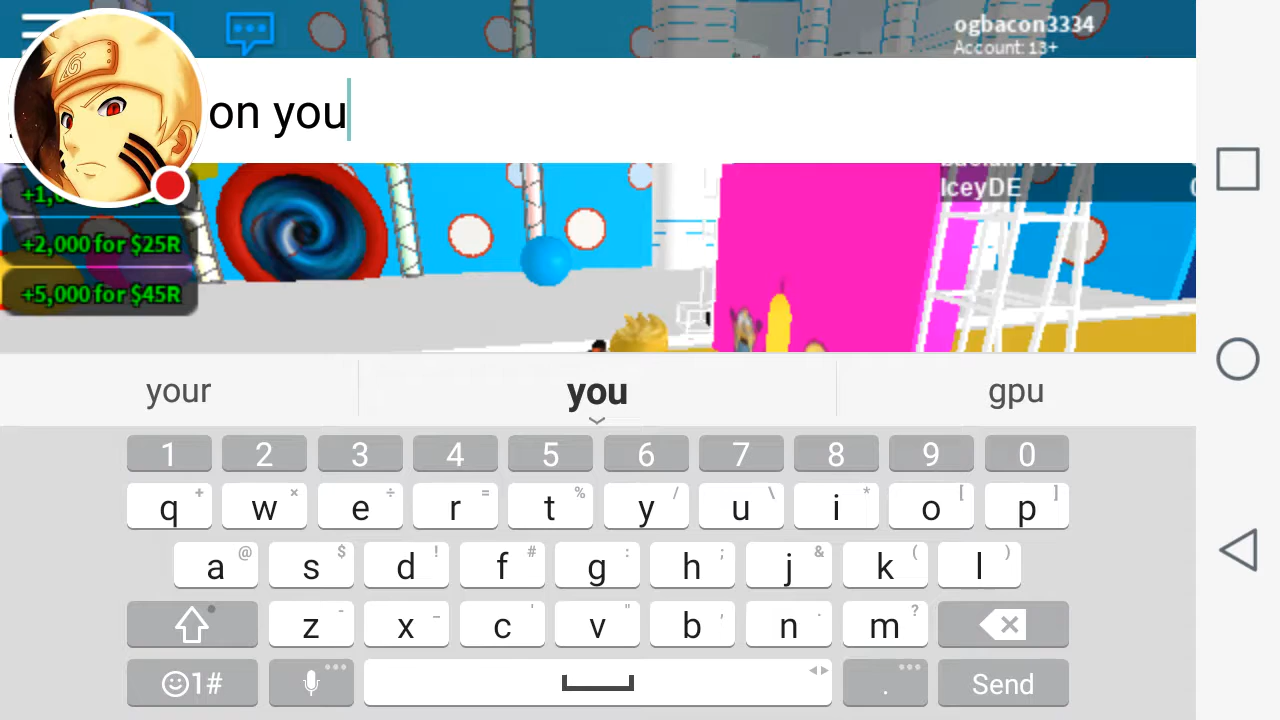 ogbacon3334
Account: 13+
on you
IceyDE
+2,000 for $25R
+5,000 for $45R
your you gpu
1 2 3 4 5 6 7 8 9 0
q + w × e ÷ r = t % y / u \ i * o [ p ]
a @ s $ d ! f # g : h ; j & k ( l )
z - x _ c ' v " b , n . m ?
1# . Send